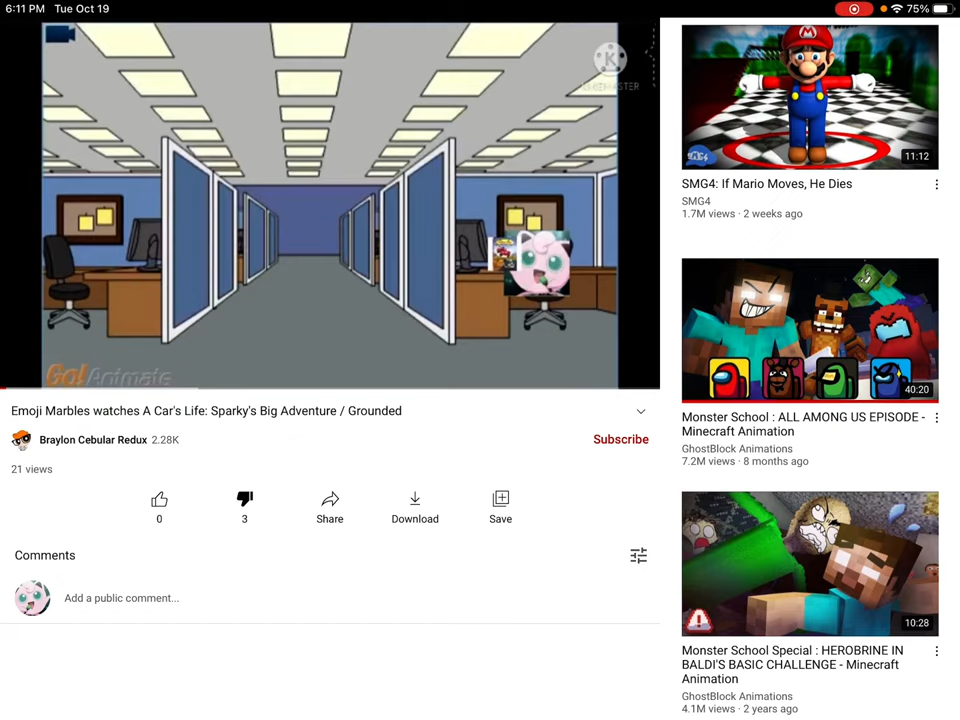 6:11 PM Tue Oct 19
75%
K
KINEMASTER
Go!Animate
Emoji Marbles watches A Car's Life: Sparky's Big Adventure / Grounded
Braylon Cebular Redux 2.28K
Subscribe
21 views
0
3
Share
Download
Save
Comments
Add a public comment...
M
11:12
SMG4: If Mario Moves, He Dies
SMG4
1.7M views · 2 weeks ago
40:20
Monster School : ALL AMONG US EPISODE -
Minecraft Animation
GhostBlock Animations
7.2M views · 8 months ago
10:28
Monster School Special : HEROBRINE IN
BALDI'S BASIC CHALLENGE - Minecraft
Animation
GhostBlock Animations
4.1M views · 2 years ago